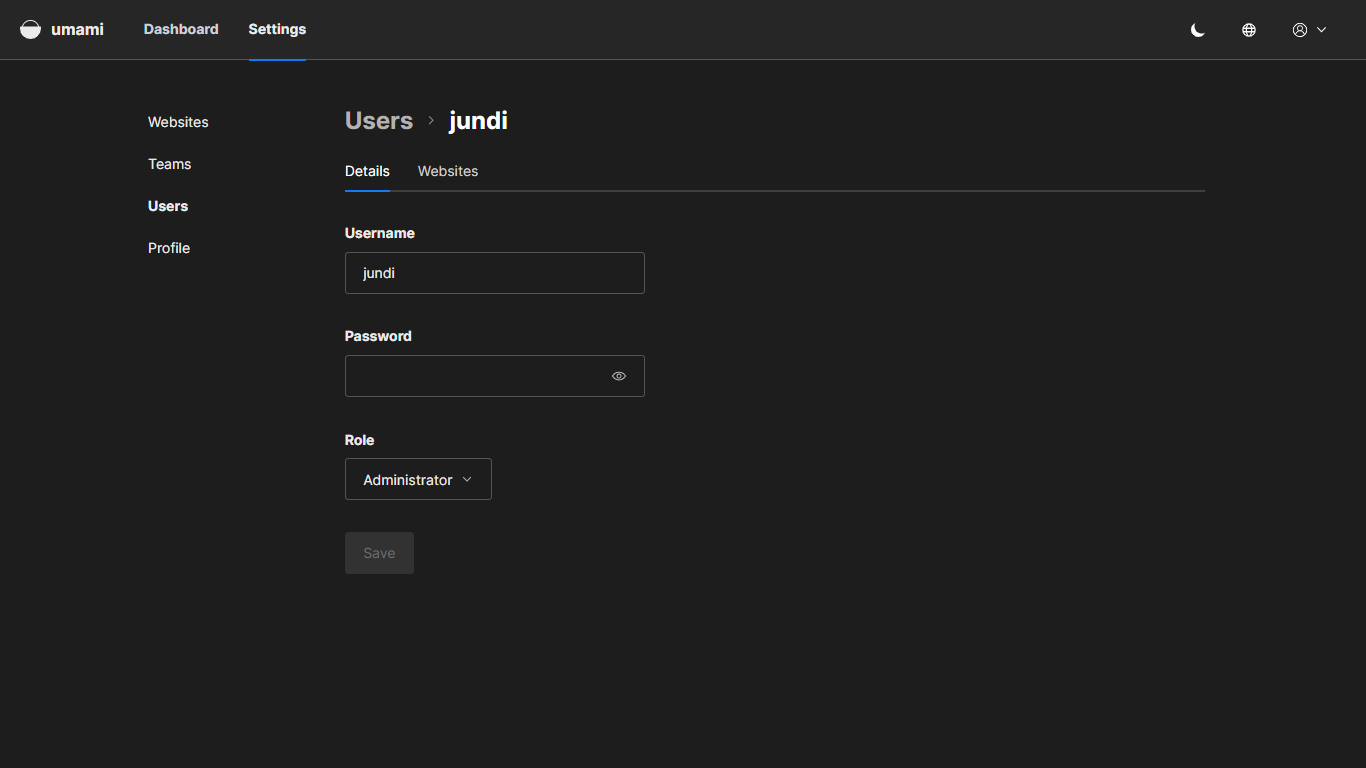 umami
Dashboard
Settings
Websites
Teams
Users
Profile
Users
jundi
Details
Websites
Username
jundi
Password
Role
Administrator
Save